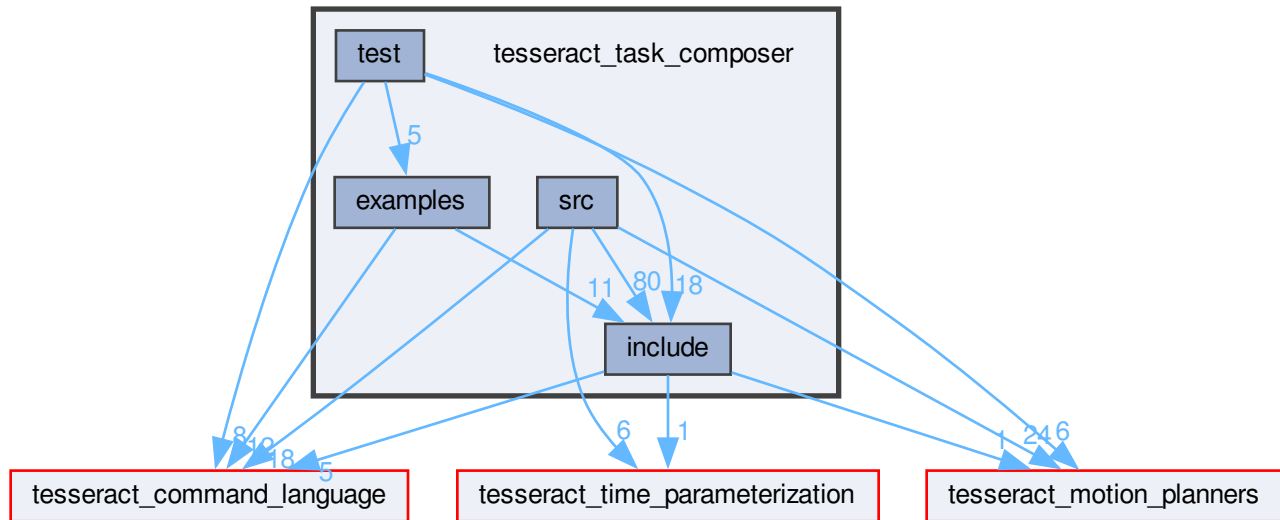 test
tesseract_task_composer
5
examples
src
11
80
18
include
8
12
18
5
6
1
1
24
6
tesseract_command_language
tesseract_time_parameterization
tesseract_motion_planners